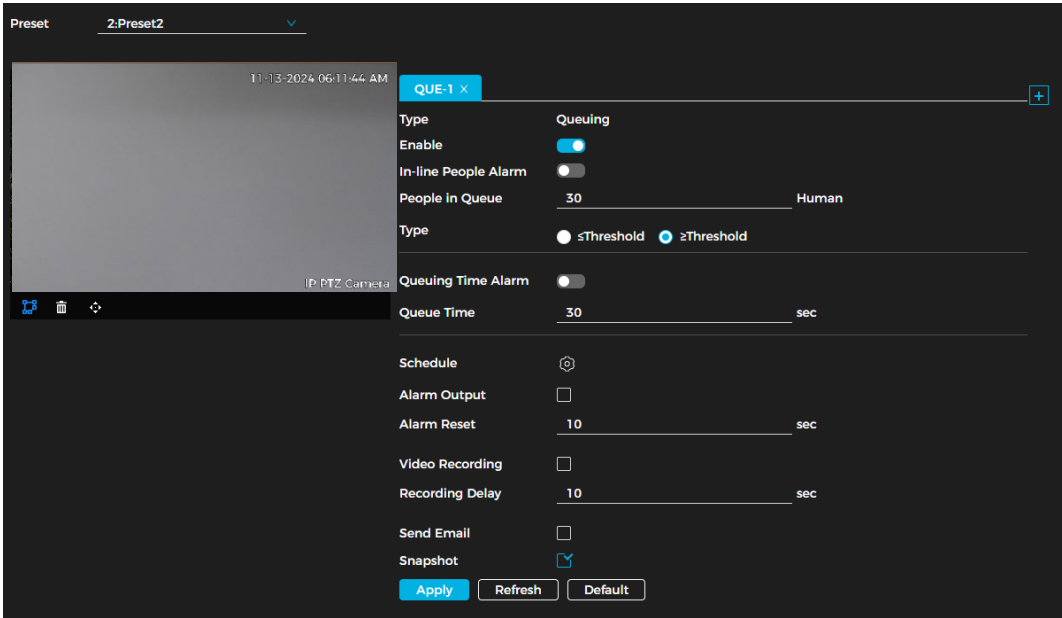 Preset 2:Preset2
11-13-2024 06:11:44 AM
IP PTZ Camera
QUE-1 ×
+
Type Queuing
Enable
In-line People Alarm
People in Queue 30 Human
Type ≤Threshold ≥Threshold
Queuing Time Alarm
Queue Time 30 sec
Schedule
Alarm Output
Alarm Reset 10 sec
Video Recording
Recording Delay 10 sec
Send Email
Snapshot
Apply Refresh Default